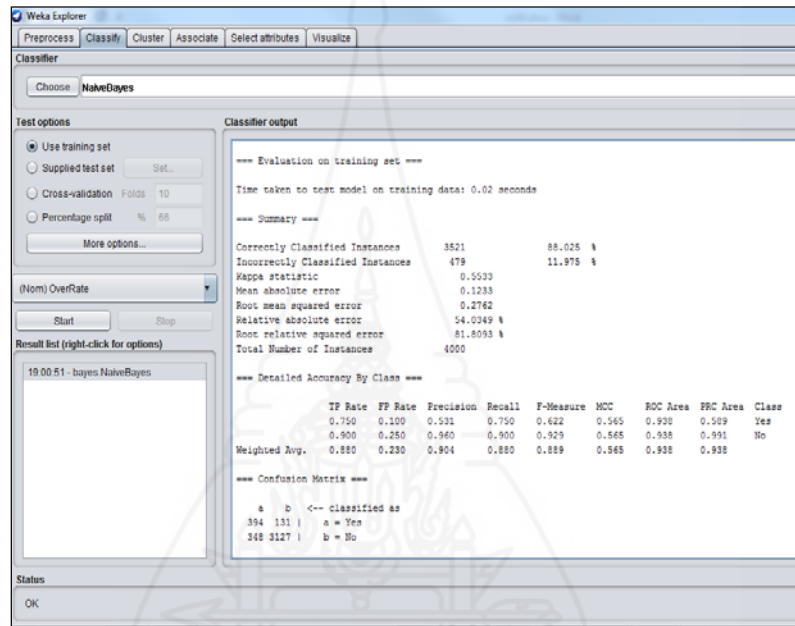 Weka Explorer
Preprocess Classify Cluster Associate Select attributes Visualize
Classifier
Choose NaiveBayes
Test options
Use training set
Supplied test set Set...
Cross-validation Folds 10
Percentage split % 66
More options...
(Nom) OverRate
Start Stop
Result list (right-click for options)
19:00:51 - bayes.NaiveBayes
Classifier output
=== Evaluation on training set ===
Time taken to test model on training data: 0.02 seconds
=== Summary ===
Correctly Classified Instances 3521 88.025 %
Incorrectly Classified Instances 479 11.975 %
Kappa statistic 0.5533
Mean absolute error 0.1233
Root mean squared error 0.2762
Relative absolute error 54.0349 %
Root relative squared error 81.8093 %
Total Number of Instances 4000
=== Detailed Accuracy By Class ===
TP Rate FP Rate Precision Recall F-Measure MCC ROC Area PRC Area Class
0.750 0.100 0.531 0.750 0.622 0.565 0.938 0.589 Yes
0.900 0.250 0.960 0.900 0.929 0.565 0.938 0.991 No
Weighted Avg. 0.880 0.230 0.904 0.880 0.889 0.565 0.938 0.938
=== Confusion Matrix ===
a b <-- classified as
394 131 | a = Yes
348 3127 | b = No
Status
OK